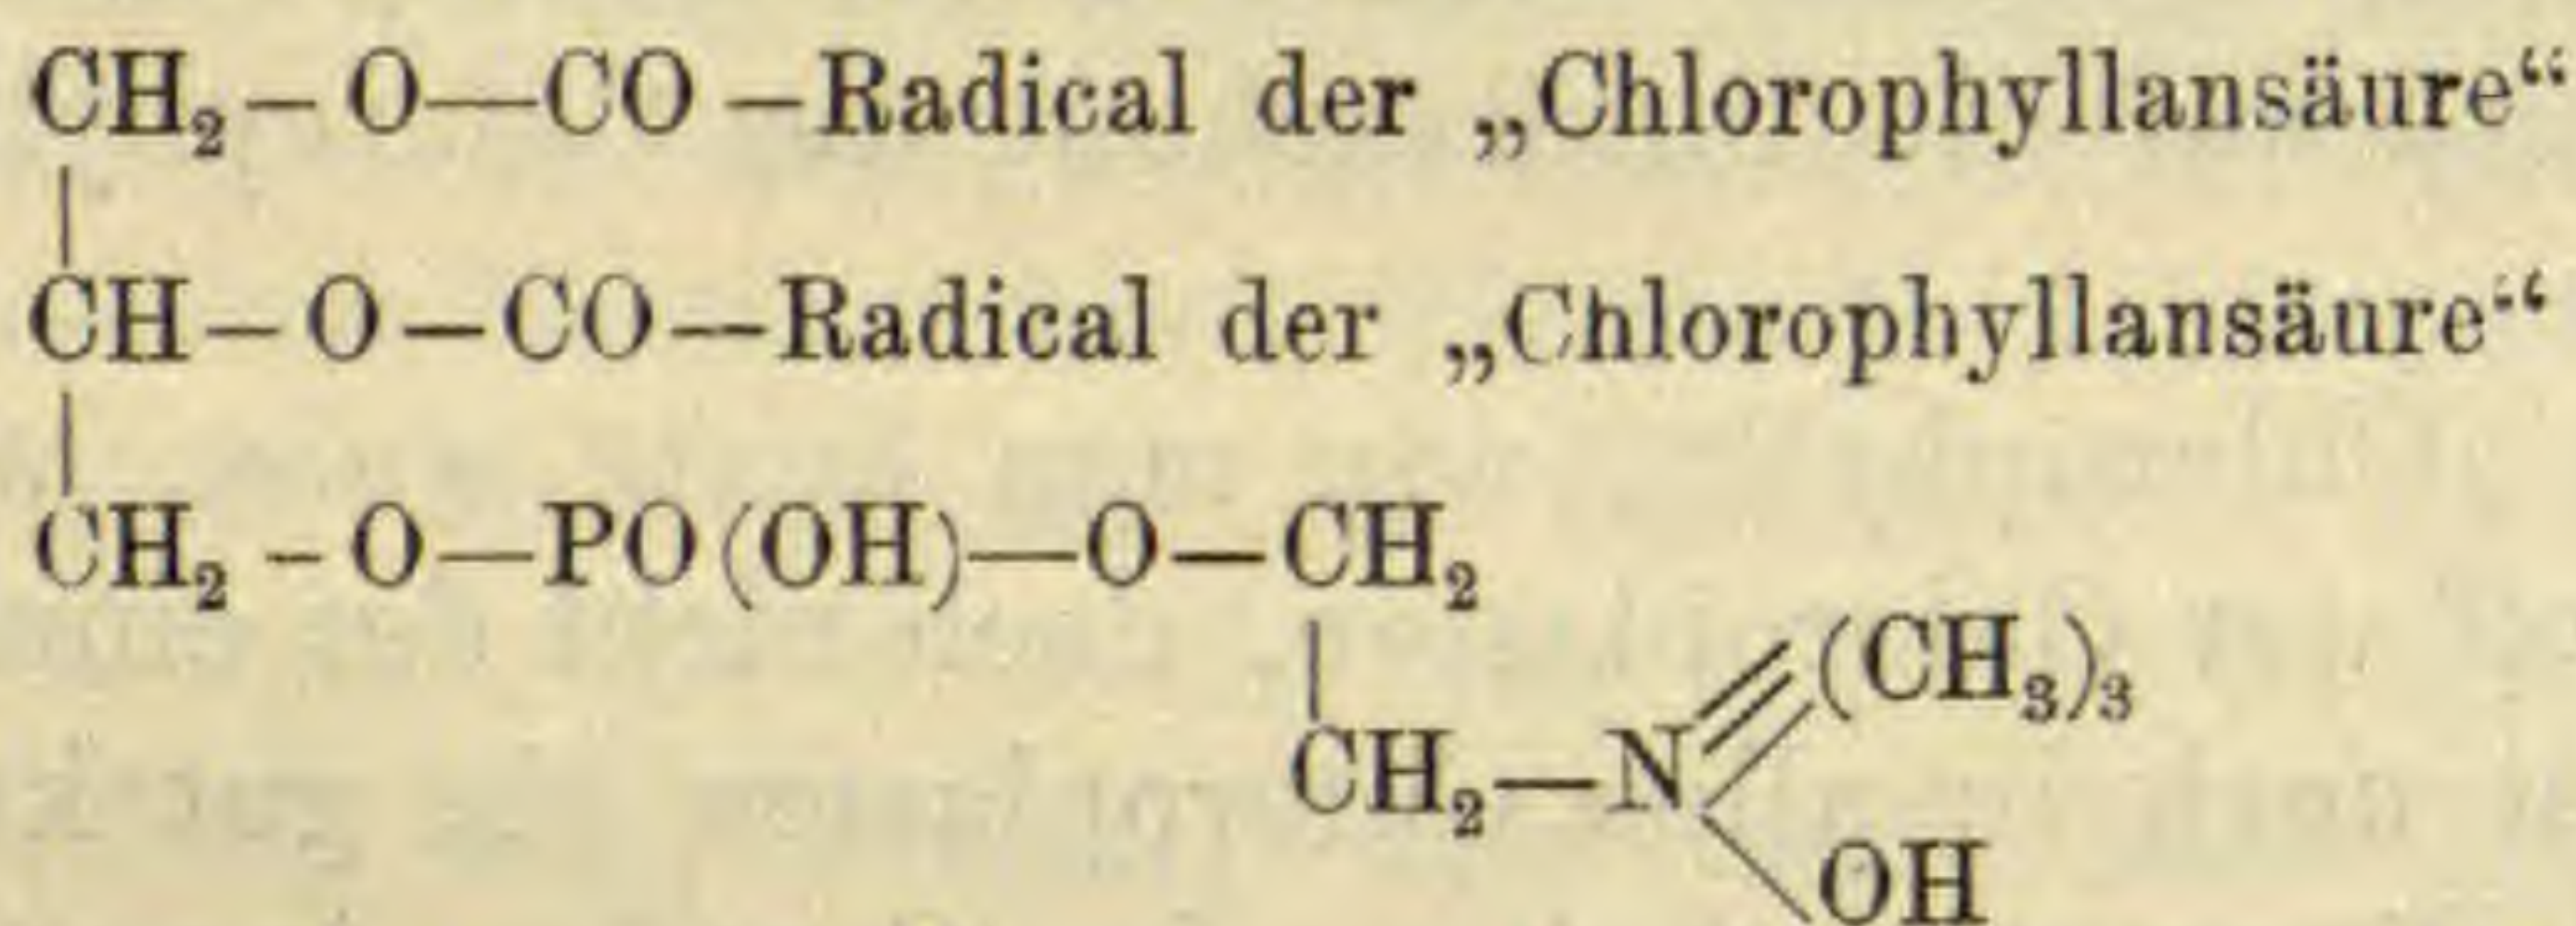 CH₂–O—CO–Radical der „Chlorophyllansäure“
CH–O–CO–Radical der „Chlorophyllansäure“
CH₂–O—PO(OH)—O–CH₂
(CH₃)₃
CH₂–N
OH